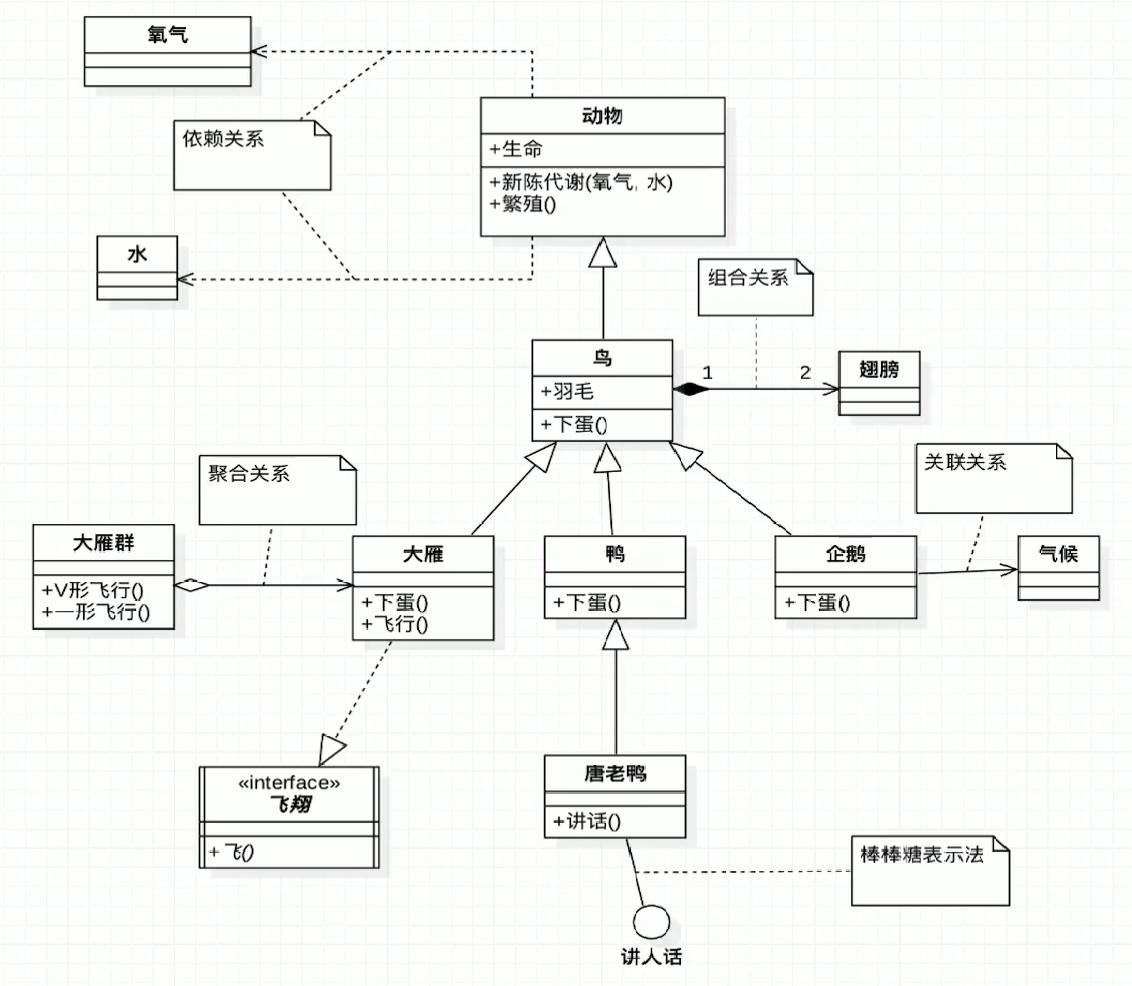 氧气
动物
依赖关系
+生命
+新陈代谢(氧气, 水)
+繁殖()
水
组合关系
鸟
1
2
翅膀
+羽毛
+下蛋()
聚合关系
关联关系
大雁群
大雁
鸭
企鹅
气候
+V形飞行()
+一形飞行()
+下蛋()
+飞行()
+下蛋()
+下蛋()
«interface»
飞翔
+飞()
唐老鸭
+讲话()
棒棒糖表示法
讲人话